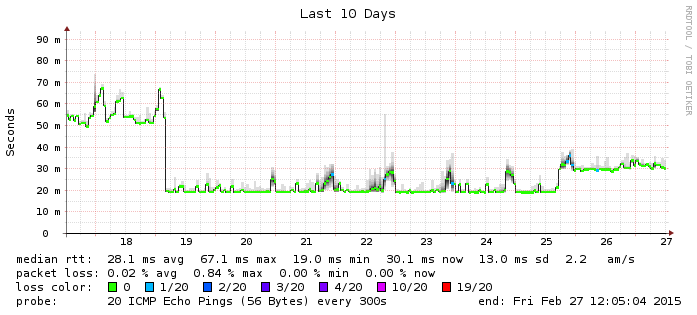 Last 10 Days
RRDTOOL / TOBI OETIKER
Seconds
90 m
80 m
70 m
60 m
50 m
40 m
30 m
20 m
10 m
0
18 19 20 21 22 23 24 25 26 27
median rtt: 28.1 ms avg 67.1 ms max 19.0 ms min 30.1 ms now 13.0 ms sd 2.2 am/s
packet loss: 0.02 % avg 0.84 % max 0.00 % min 0.00 % now
loss color: 0 1/20 2/20 3/20 4/20 10/20 19/20
probe: 20 ICMP Echo Pings (56 Bytes) every 300s end: Fri Feb 27 12:05:04 2015